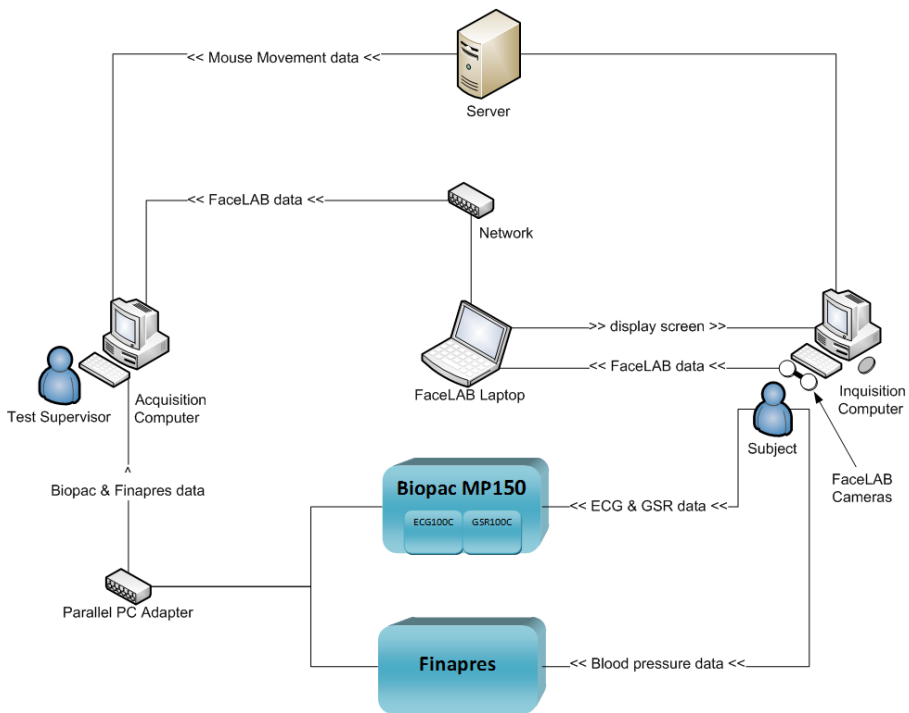 << Mouse Movement data <<
Server
<< FaceLAB data <<
Network
>> display screen >>
<< FaceLAB data <<
FaceLAB Laptop
Test Supervisor
Acquisition
Computer
Inquisition
Computer
Subject
FaceLAB
Cameras
^
Biopac & Finapres data
Biopac MP150
ECG100C
GSR100C
<< ECG & GSR data <<
Parallel PC Adapter
Finapres
<< Blood pressure data <<